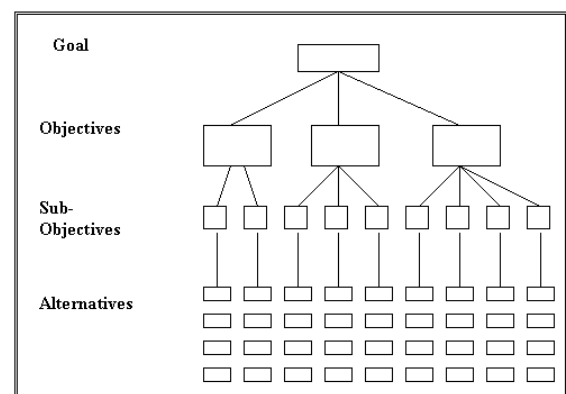 Goal
Objectives
Sub-
Objectives
Alternatives